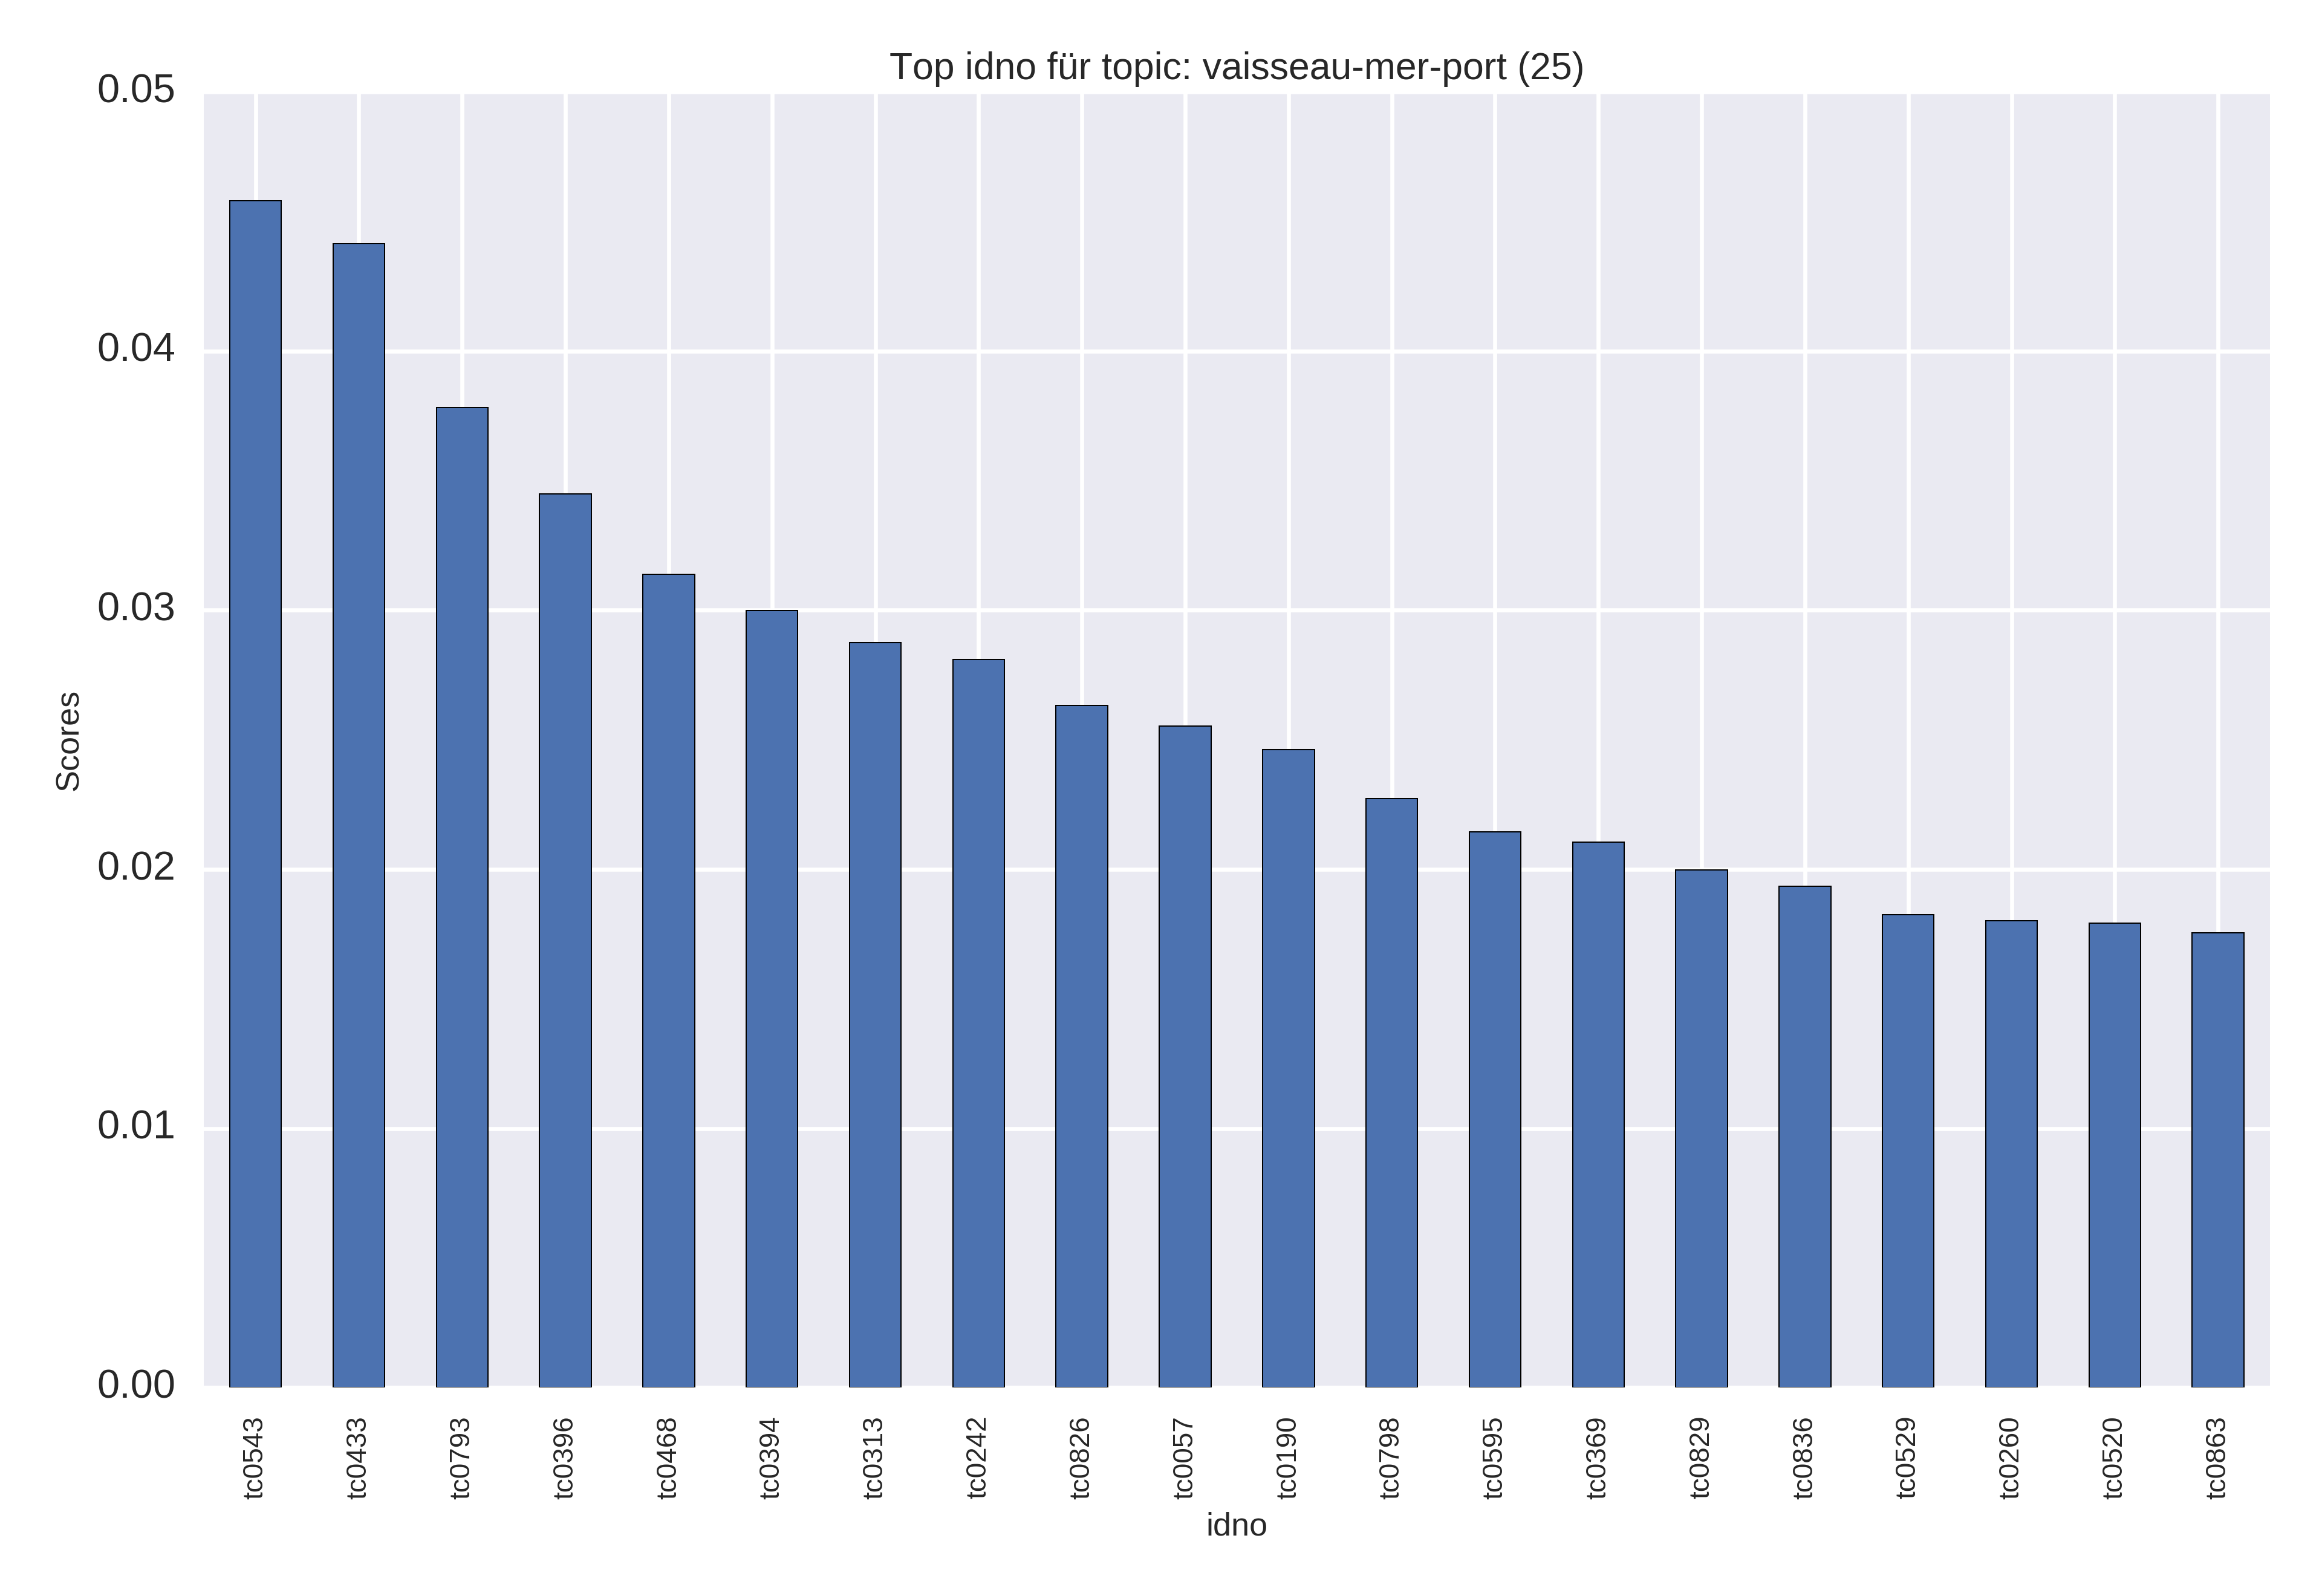 Top idno für topic: vaisseau-mer-port (25)
0.05
0.04
0.03
0.02
0.01
0.00
Scores
tc0543
tc0433
tc0793
tc0396
tc0468
tc0394
tc0313
tc0242
tc0826
tc0057
tc0190
tc0798
tc0595
tc0369
tc0829
tc0836
tc0529
tc0260
tc0520
tc0863
idno